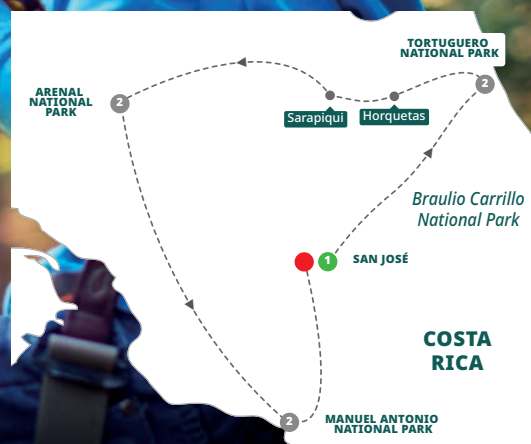 TORTUGUERO
NATIONAL PARK
2
ARENAL
NATIONAL
PARK
2
Sarapiqui
Horquetas
Braulio Carrillo
National Park
1
SAN JOSÉ
COSTA
RICA
2
MANUEL ANTONIO
NATIONAL PARK